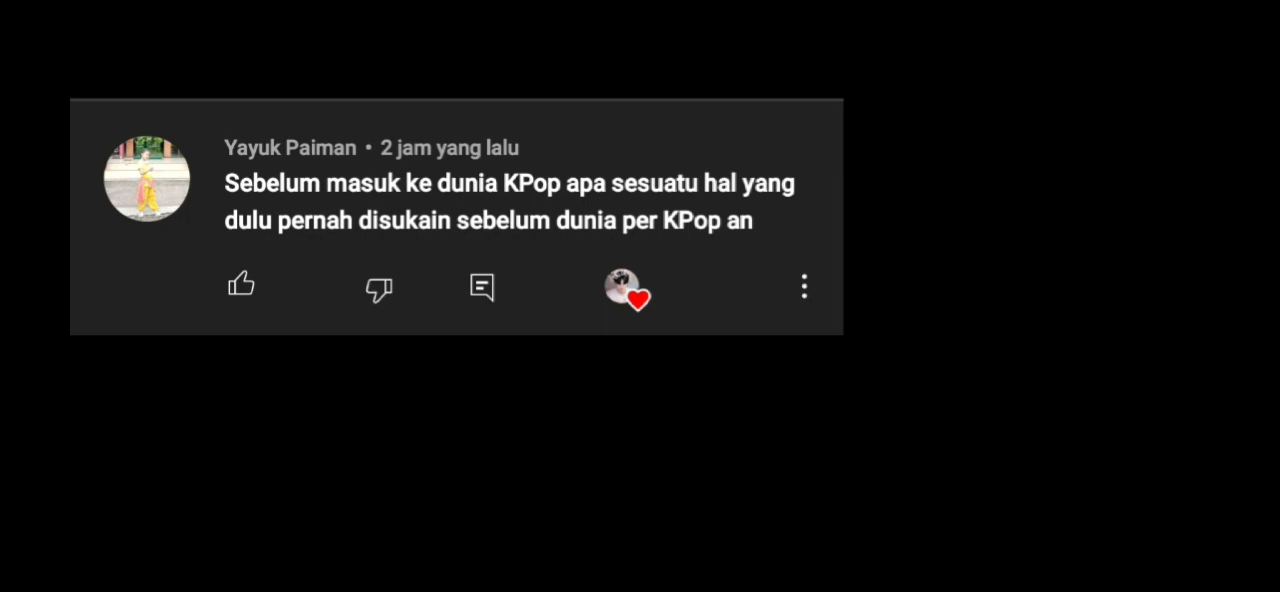 Yayuk Paiman • 2 jam yang lalu
Sebelum masuk ke dunia KPop apa sesuatu hal yang
dulu pernah disukain sebelum dunia per KPop an